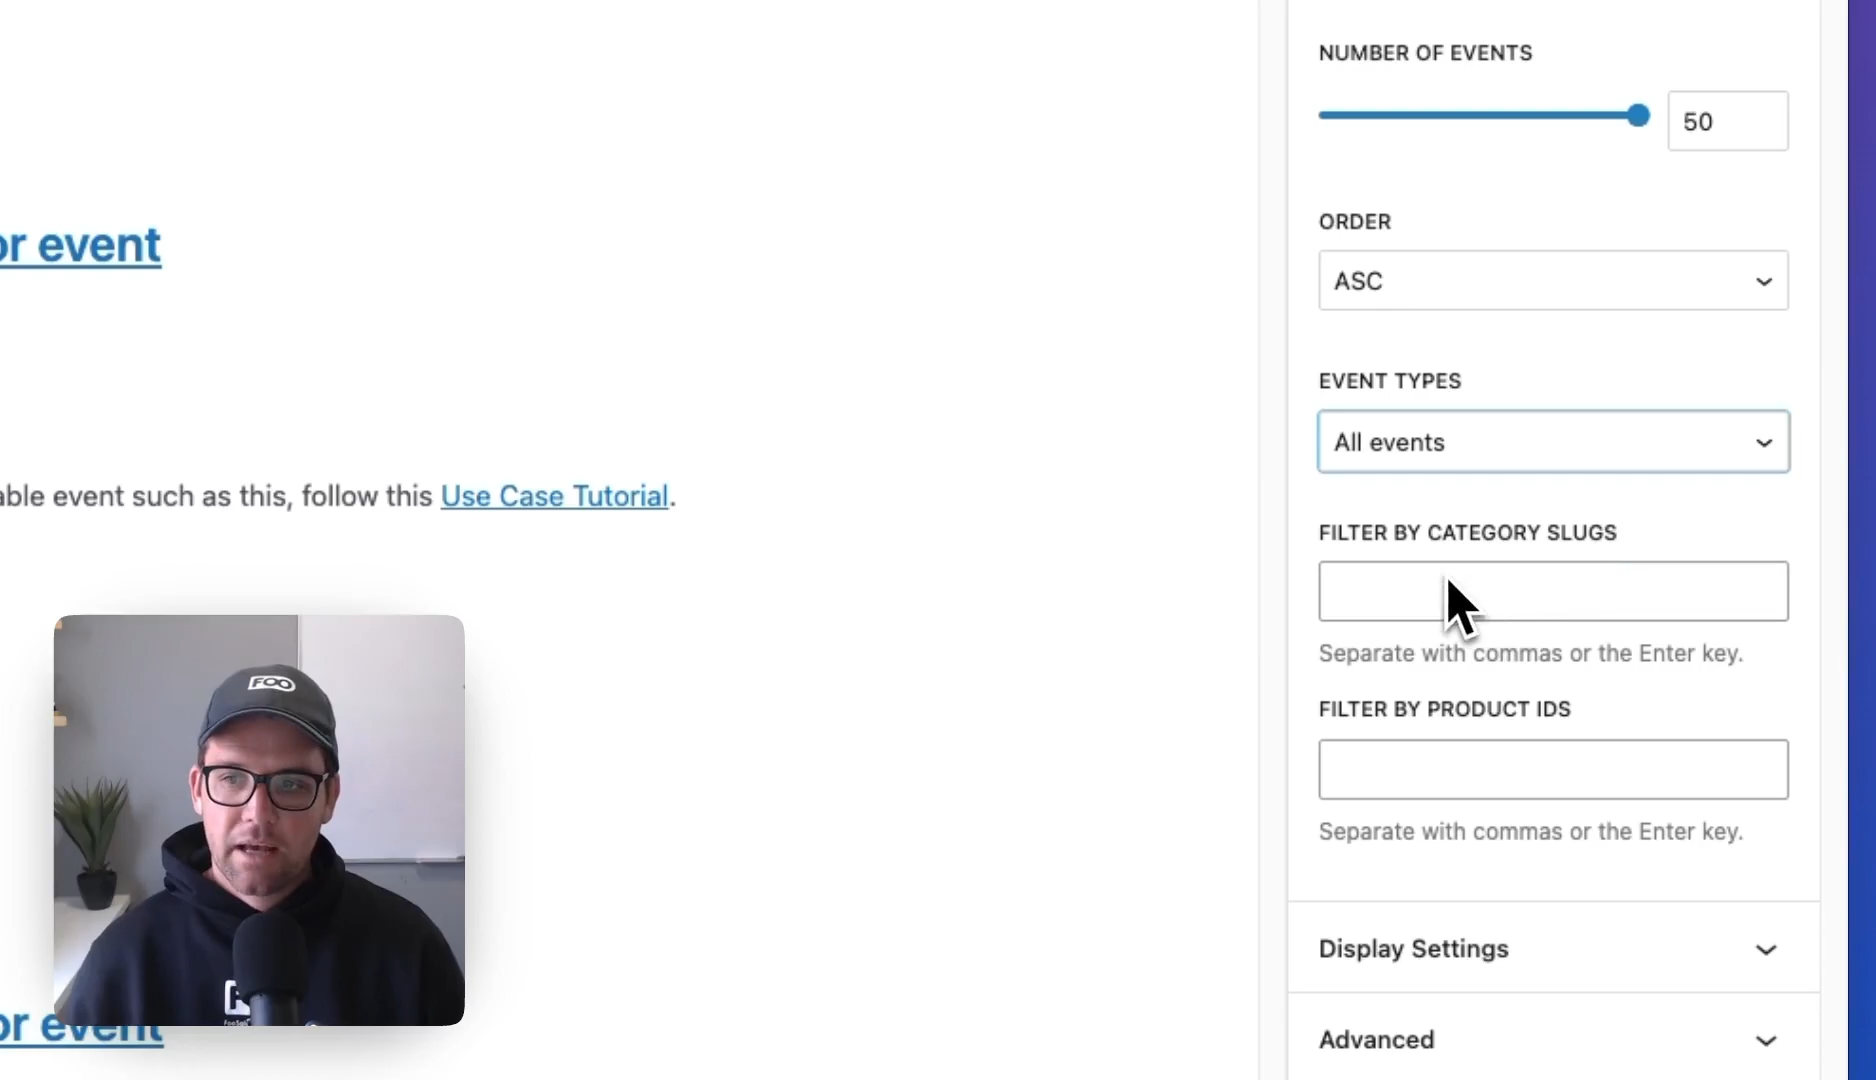 NUMBER OF EVENTS
50
or event
ORDER
ASC
EVENT TYPES
All events
able event such as this, follow this Use Case Tutorial.
FILTER BY CATEGORY SLUGS
Separate with commas or the Enter key.
FILTER BY PRODUCT IDS
Separate with commas or the Enter key.
FOO
Display Settings
or event
Advanced